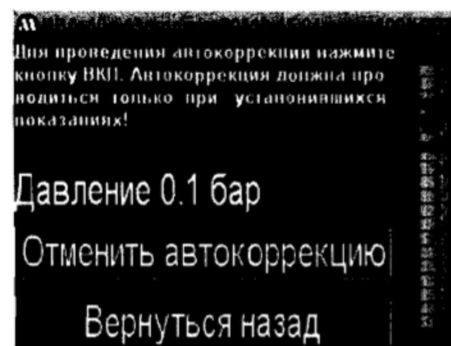 Для проведения автокоррекции нажмите
кнопку ВКЛ. Автокоррекция должна про
водиться только при установившихся
показаниях!
Давление 0.1 бар
Отменить автокоррекцию
Вернуться назад